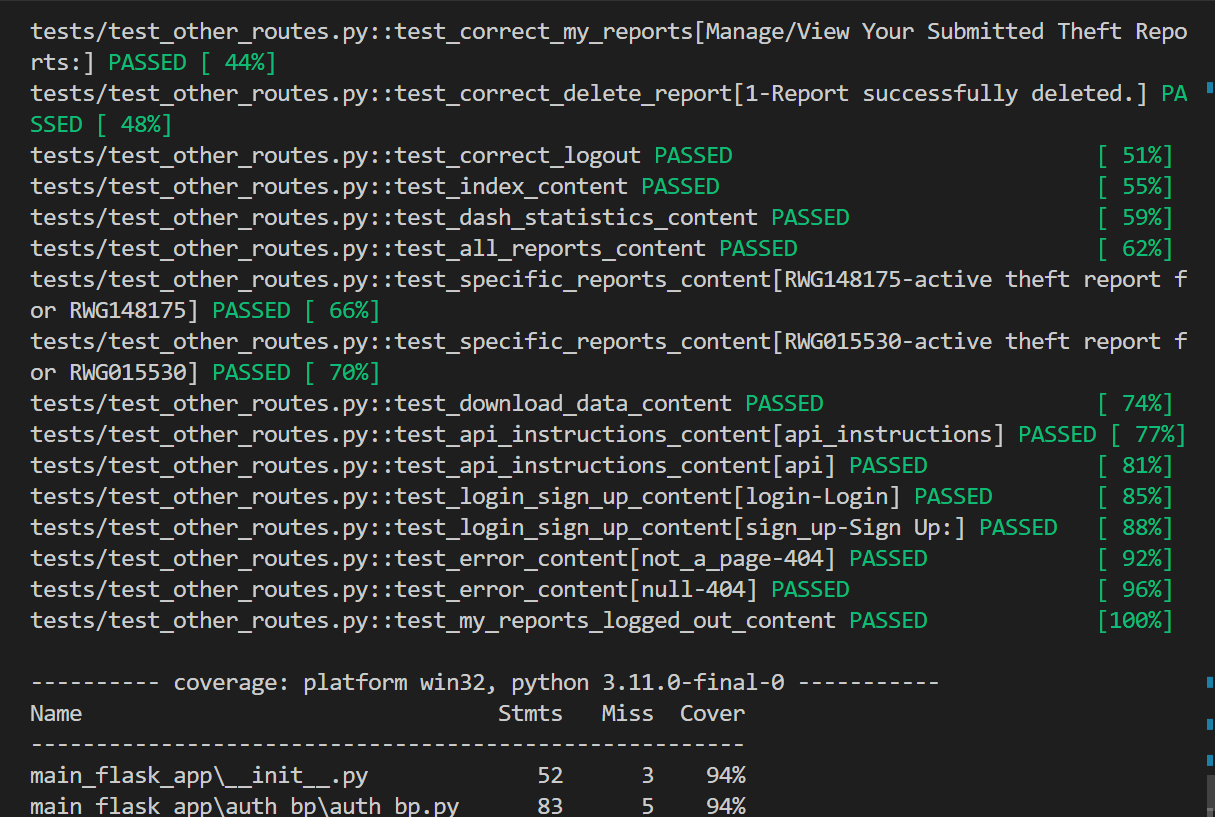 tests/test_other_routes.py::test_correct_my_reports[Manage/View Your Submitted Theft Repo
rts:] PASSED [ 44%]
tests/test_other_routes.py::test_correct_delete_report[1-Report successfully deleted.] PA
SSED [ 48%]
tests/test_other_routes.py::test_correct_logout PASSED [ 51%]
tests/test_other_routes.py::test_index_content PASSED [ 55%]
tests/test_other_routes.py::test_dash_statistics_content PASSED [ 59%]
tests/test_other_routes.py::test_all_reports_content PASSED [ 62%]
tests/test_other_routes.py::test_specific_reports_content[RWG148175-active theft report f
or RWG148175] PASSED [ 66%]
tests/test_other_routes.py::test_specific_reports_content[RWG015530-active theft report f
or RWG015530] PASSED [ 70%]
tests/test_other_routes.py::test_download_data_content PASSED [ 74%]
tests/test_other_routes.py::test_api_instructions_content[api_instructions] PASSED [ 77%]
tests/test_other_routes.py::test_api_instructions_content[api] PASSED [ 81%]
tests/test_other_routes.py::test_login_sign_up_content[login-Login] PASSED [ 85%]
tests/test_other_routes.py::test_login_sign_up_content[sign_up-Sign Up:] PASSED [ 88%]
tests/test_other_routes.py::test_error_content[not_a_page-404] PASSED [ 92%]
tests/test_other_routes.py::test_error_content[null-404] PASSED [ 96%]
tests/test_other_routes.py::test_my_reports_logged_out_content PASSED [100%]
---------- coverage: platform win32, python 3.11.0-final-0 -----------
Name Stmts Miss Cover
-------------------------------------------------------
main_flask_app\__init__.py 52 3 94%
main_flask_app\auth_bp\auth_bp.py 83 5 94%